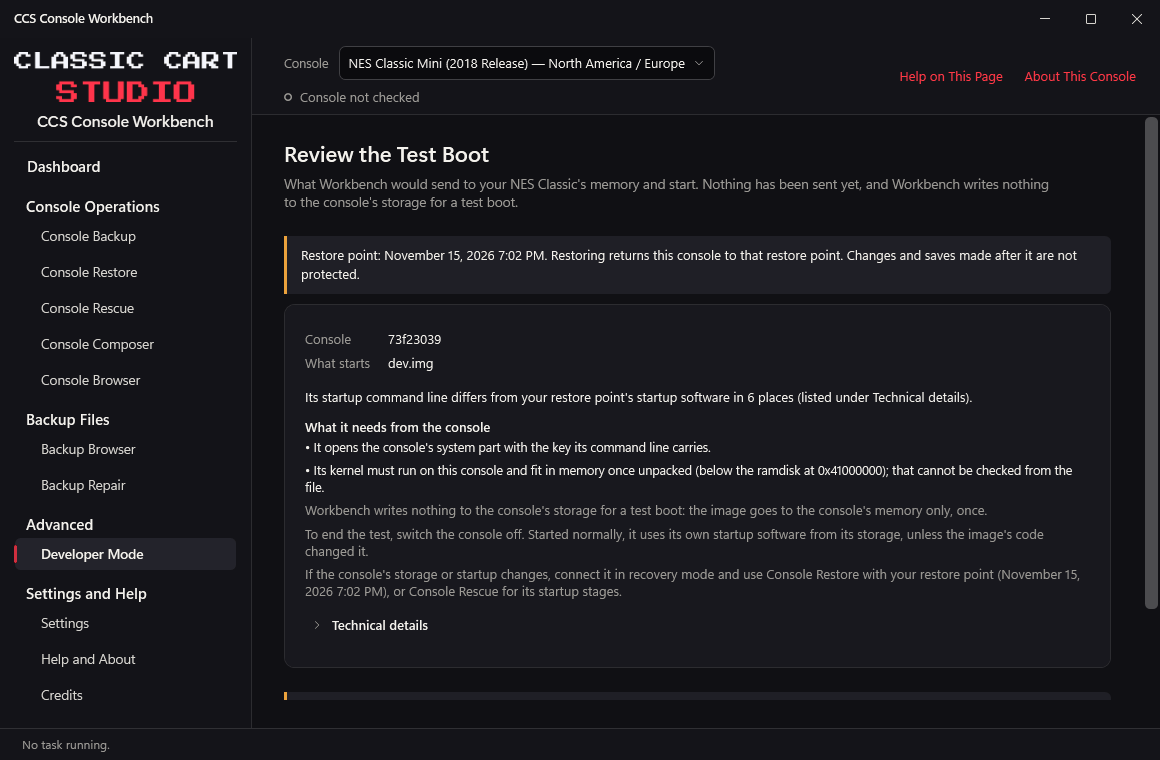 CCS Console Workbench
CLASSIC CART
STUDIO
CCS Console Workbench
Dashboard
Console Operations
Console Backup
Console Restore
Console Rescue
Console Composer
Console Browser
Backup Files
Backup Browser
Backup Repair
Advanced
Developer Mode
Settings and Help
Settings
Help and About
Credits
Console
NES Classic Mini (2018 Release) — North America / Europe
Console not checked
Help on This Page
About This Console
Review the Test Boot
What Workbench would send to your NES Classic's memory and start. Nothing has been sent yet, and Workbench writes nothing
to the console's storage for a test boot.
Restore point: November 15, 2026 7:02 PM. Restoring returns this console to that restore point. Changes and saves made after it are not
protected.
Console 73f23039
What starts dev.img
Its startup command line differs from your restore point's startup software in 6 places (listed under Technical details).
What it needs from the console
• It opens the console's system part with the key its command line carries.
• Its kernel must run on this console and fit in memory once unpacked (below the ramdisk at 0x41000000); that cannot be checked from the
file.
Workbench writes nothing to the console's storage for a test boot: the image goes to the console's memory only, once.
To end the test, switch the console off. Started normally, it uses its own startup software from its storage, unless the image's code
changed it.
If the console's storage or startup changes, connect it in recovery mode and use Console Restore with your restore point (November 15,
2026 7:02 PM), or Console Rescue for its startup stages.
Technical details
No task running.